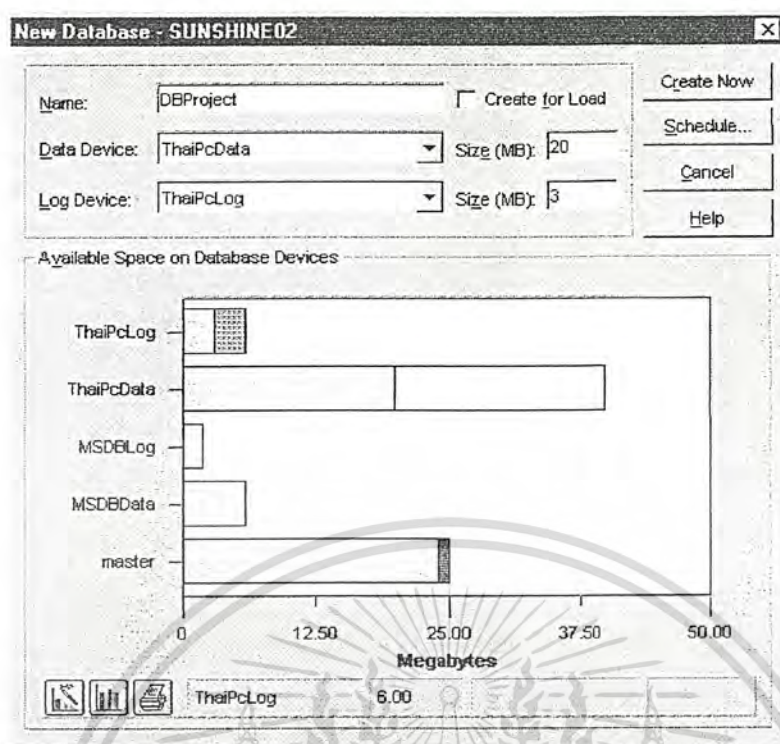 New Database - SUNSHINE02
Name: DBProject Create for Load
Data Device: ThaiPcData Size (MB): 20
Log Device: ThaiPcLog Size (MB): 3
Create Now
Schedule...
Cancel
Help
Available Space on Database Devices
ThaiPcLog
ThaiPcData
MSDBLog
MSDBData
master
0 12.50 25.00 37.50 50.00
Megabytes
ThaiPcLog 6.00